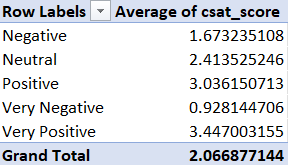 Row Labels Average of csat_score
Negative 1.673235108
Neutral 2.413525246
Positive 3.036150713
Very Negative 0.928144706
Very Positive 3.447003155
Grand Total 2.066877144